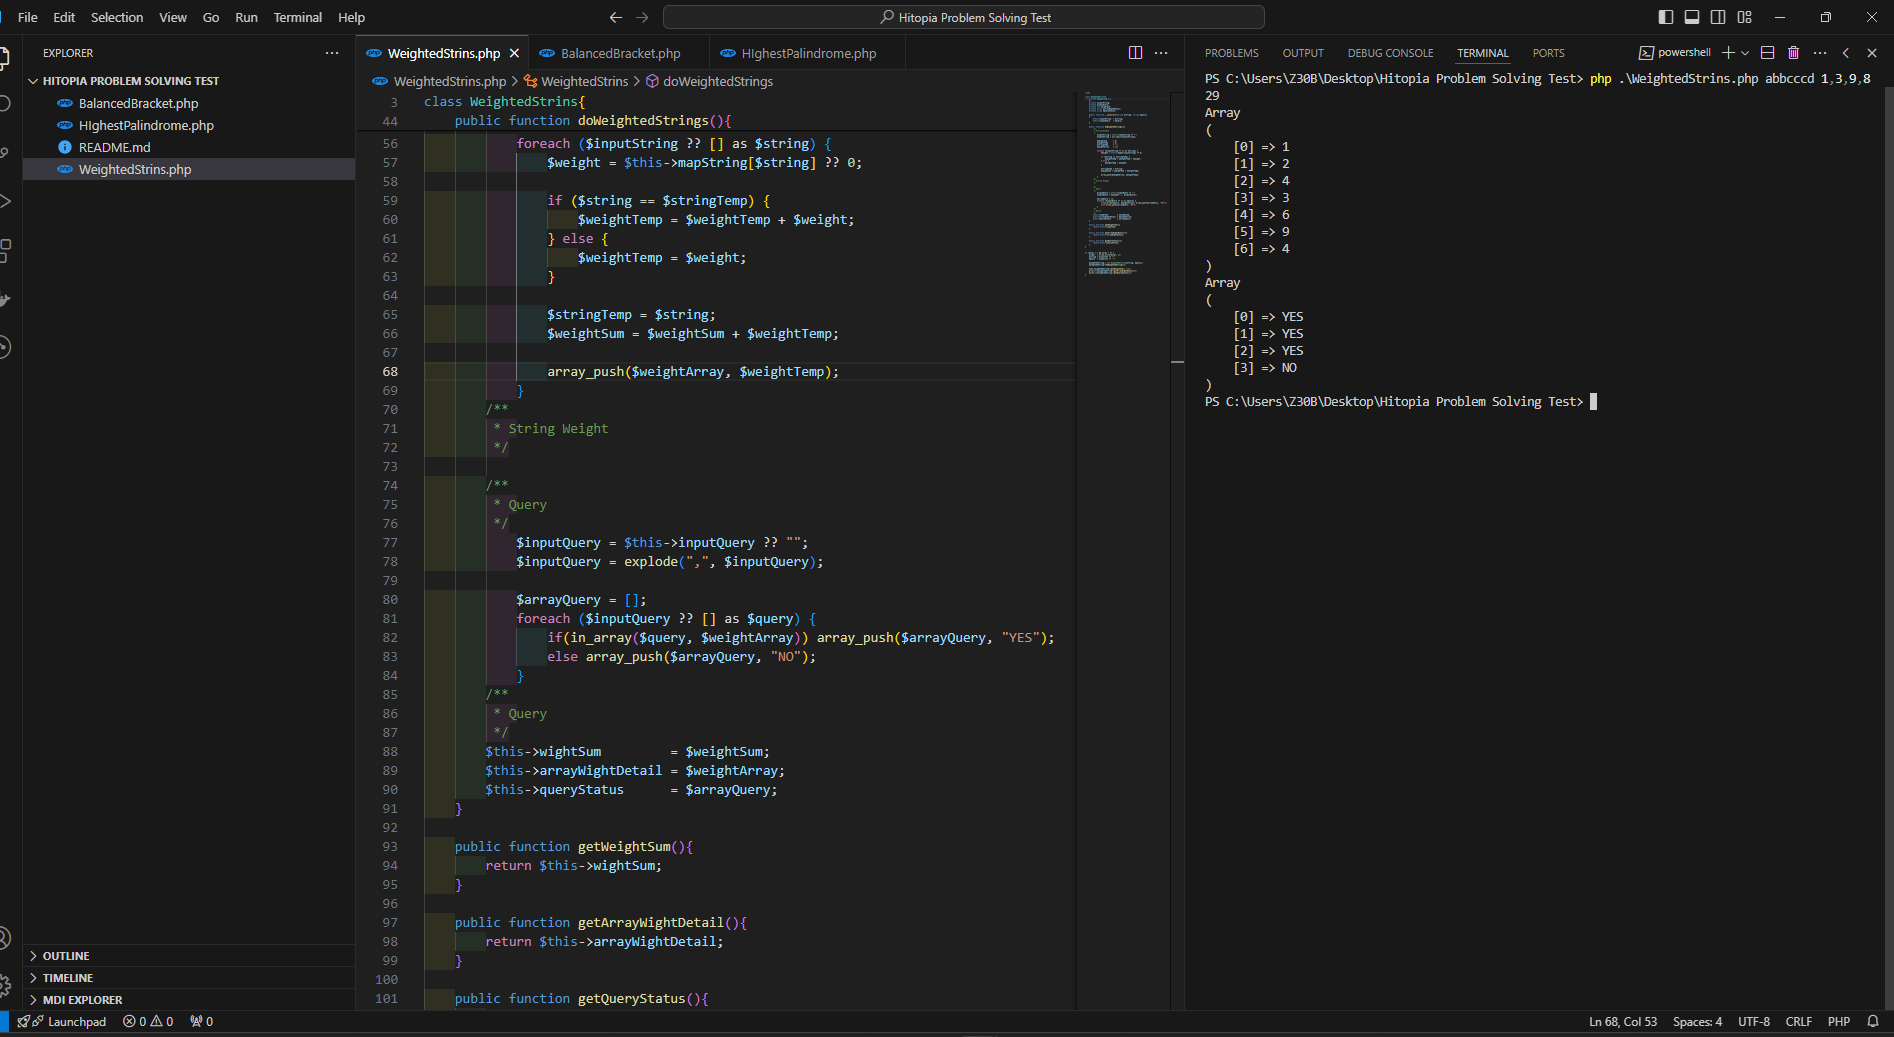 File Edit Selection View Go Run Terminal Help
Hitopia Problem Solving Test
EXPLORER
HITOPIA PROBLEM SOLVING TEST
BalancedBracket.php
HIghestPalindrome.php
README.md
WeightedStrins.php
OUTLINE
TIMELINE
MDI EXPLORER
WeightedStrins.php BalancedBracket.php HIghestPalindrome.php
WeightedStrins.php > WeightedStrins > doWeightedStrings
3 class WeightedStrins{
44 public function doWeightedStrings(){
56 foreach ($inputString ?? [] as $string) {
57 $weight = $this->mapString[$string] ?? 0;
58
59 if ($string == $stringTemp) {
60 $weightTemp = $weightTemp + $weight;
61 } else {
62 $weightTemp = $weight;
63 }
64
65 $stringTemp = $string;
66 $weightSum = $weightSum + $weightTemp;
67
68 array_push($weightArray, $weightTemp);
69 }
70 /**
71 * String Weight
72 */
73
74 /**
75 * Query
76 */
77 $inputQuery = $this->inputQuery ?? "";
78 $inputQuery = explode(",", $inputQuery);
79
80 $arrayQuery = [];
81 foreach ($inputQuery ?? [] as $query) {
82 if(in_array($query, $weightArray)) array_push($arrayQuery, "YES");
83 else array_push($arrayQuery, "NO");
84 }
85 /**
86 * Query
87 */
88 $this->wightSum = $weightSum;
89 $this->arrayWightDetail = $weightArray;
90 $this->queryStatus = $arrayQuery;
91 }
92
93 public function getWeightSum(){
94 return $this->wightSum;
95 }
96
97 public function getArrayWightDetail(){
98 return $this->arrayWightDetail;
99 }
100
101 public function getQueryStatus(){
PROBLEMS OUTPUT DEBUG CONSOLE TERMINAL PORTS powershell
PS C:\Users\Z30B\Desktop\Hitopia Problem Solving Test> php .\WeightedStrins.php abbcccd 1,3,9,8
29
Array
(
[0] => 1
[1] => 2
[2] => 4
[3] => 3
[4] => 6
[5] => 9
[6] => 4
)
Array
(
[0] => YES
[1] => YES
[2] => YES
[3] => NO
)
PS C:\Users\Z30B\Desktop\Hitopia Problem Solving Test>
Launchpad 0 0 0
Ln 68, Col 53 Spaces: 4 UTF-8 CRLF PHP